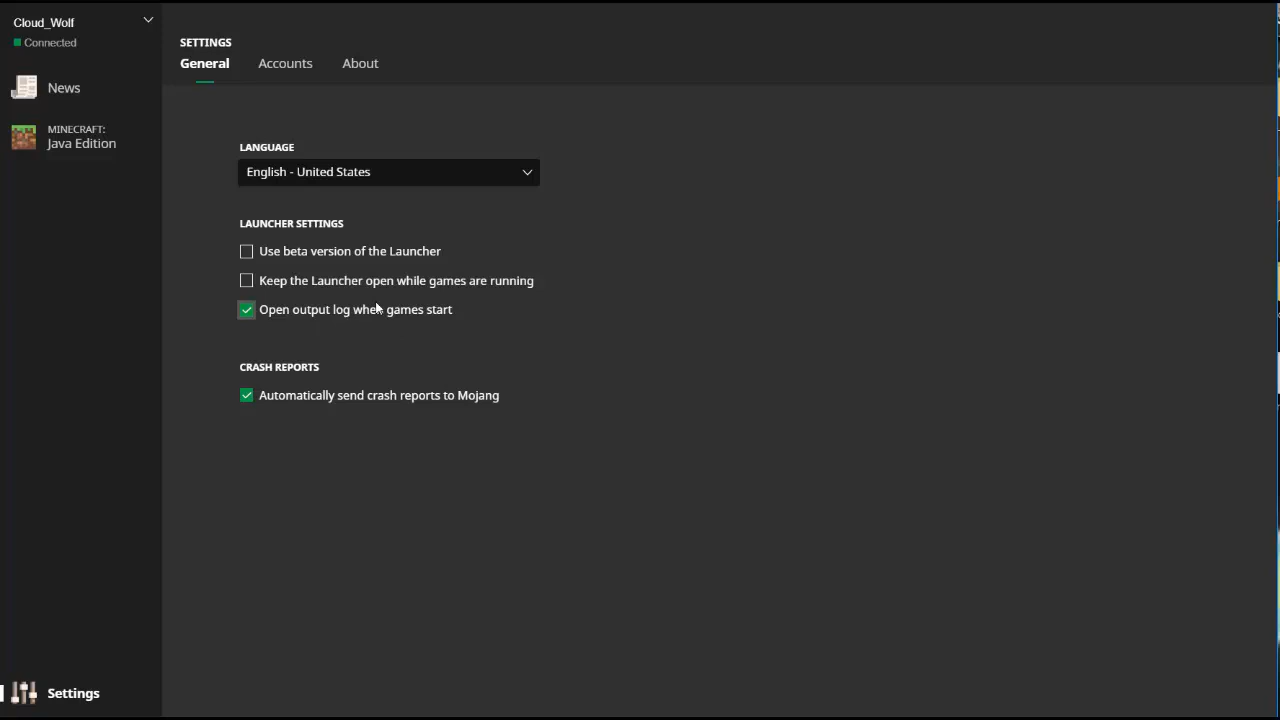 Cloud_Wolf
Connected
News
MINECRAFT:
Java Edition
Settings
SETTINGS
General Accounts About
LANGUAGE
English - United States
LAUNCHER SETTINGS
Use beta version of the Launcher
Keep the Launcher open while games are running
Open output log when games start
CRASH REPORTS
Automatically send crash reports to Mojang